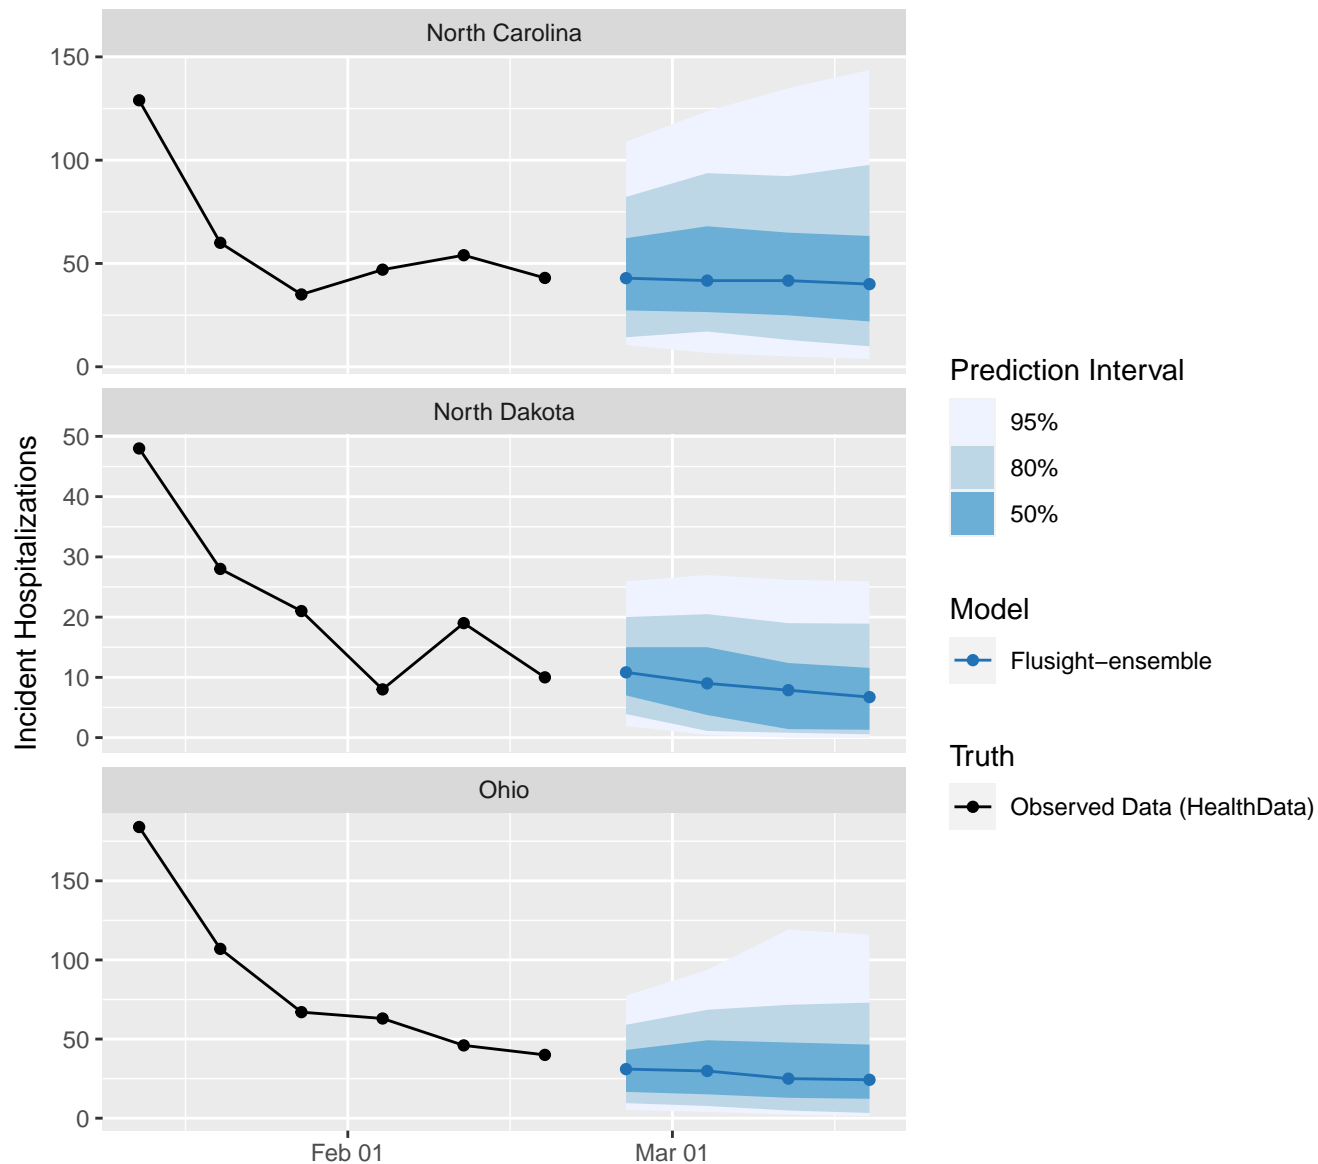 North Carolina
150
100
50
0
North Dakota
50
40
30
20
10
0
Ohio
150
100
50
0
Feb 01
Mar 01
Incident Hospitalizations
Prediction Interval
95%
80%
50%
Model
Flusight−ensemble
Truth
Observed Data (HealthData)